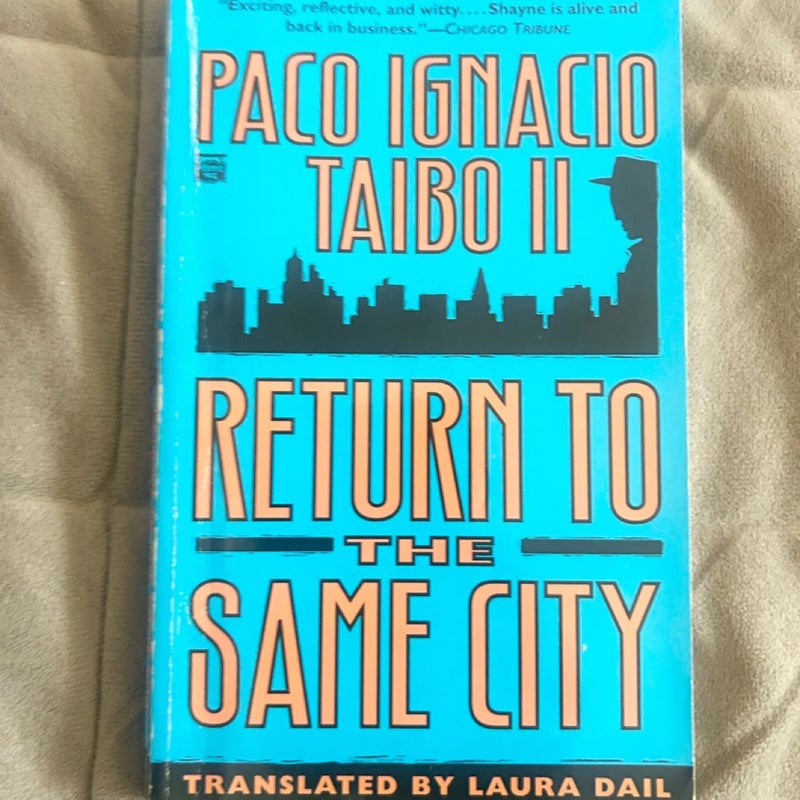 "Exciting, reflective, and witty....Shayne is alive and
back in business."—CHICAGO TRIBUNE
PACO IGNACIO
TAIBO II
RETURN TO
THE
SAME CITY
TRANSLATED BY LAURA DAIL